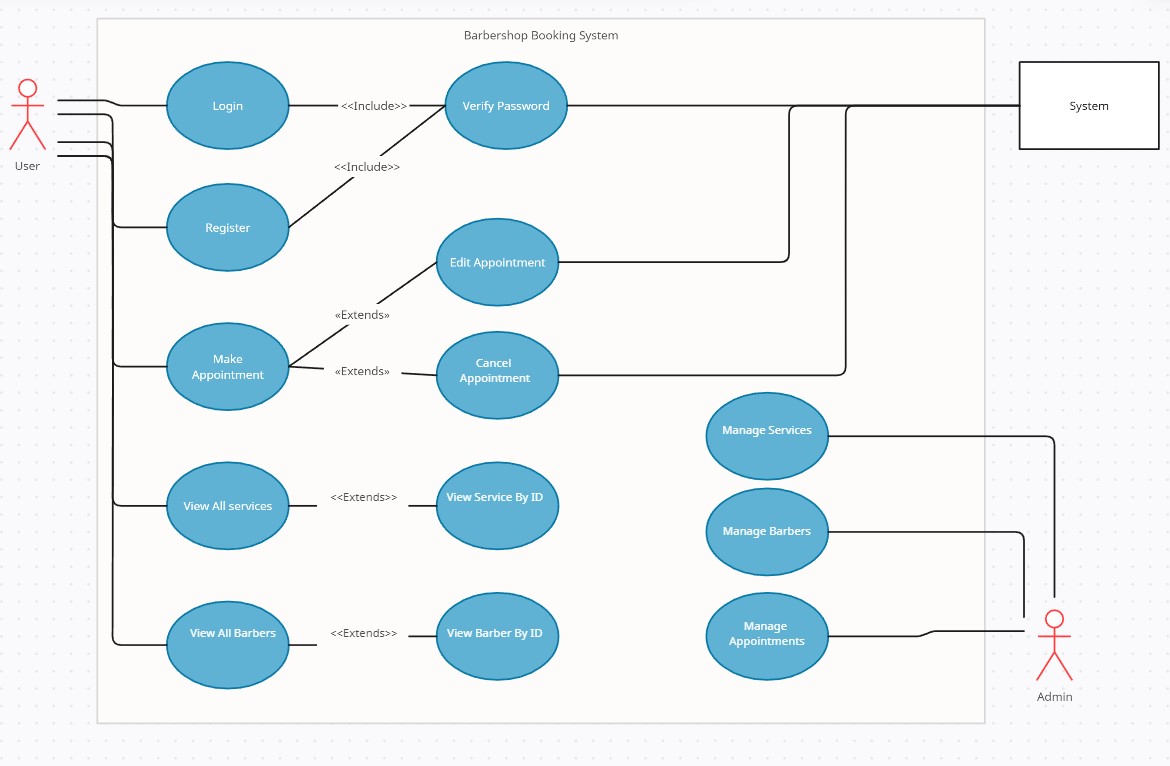 Barbershop Booking System
Login
<<Include>>
Verify Password
System
User
<<Include>>
Register
Edit Appointment
«Extends»
Make
Appointment
«Extends»
Cancel
Appointment
Manage Services
View All services
<<Extends>>
View Service By ID
Manage Barbers
View All Barbers
<<Extends>>
View Barber By ID
Manage
Appointments
Admin